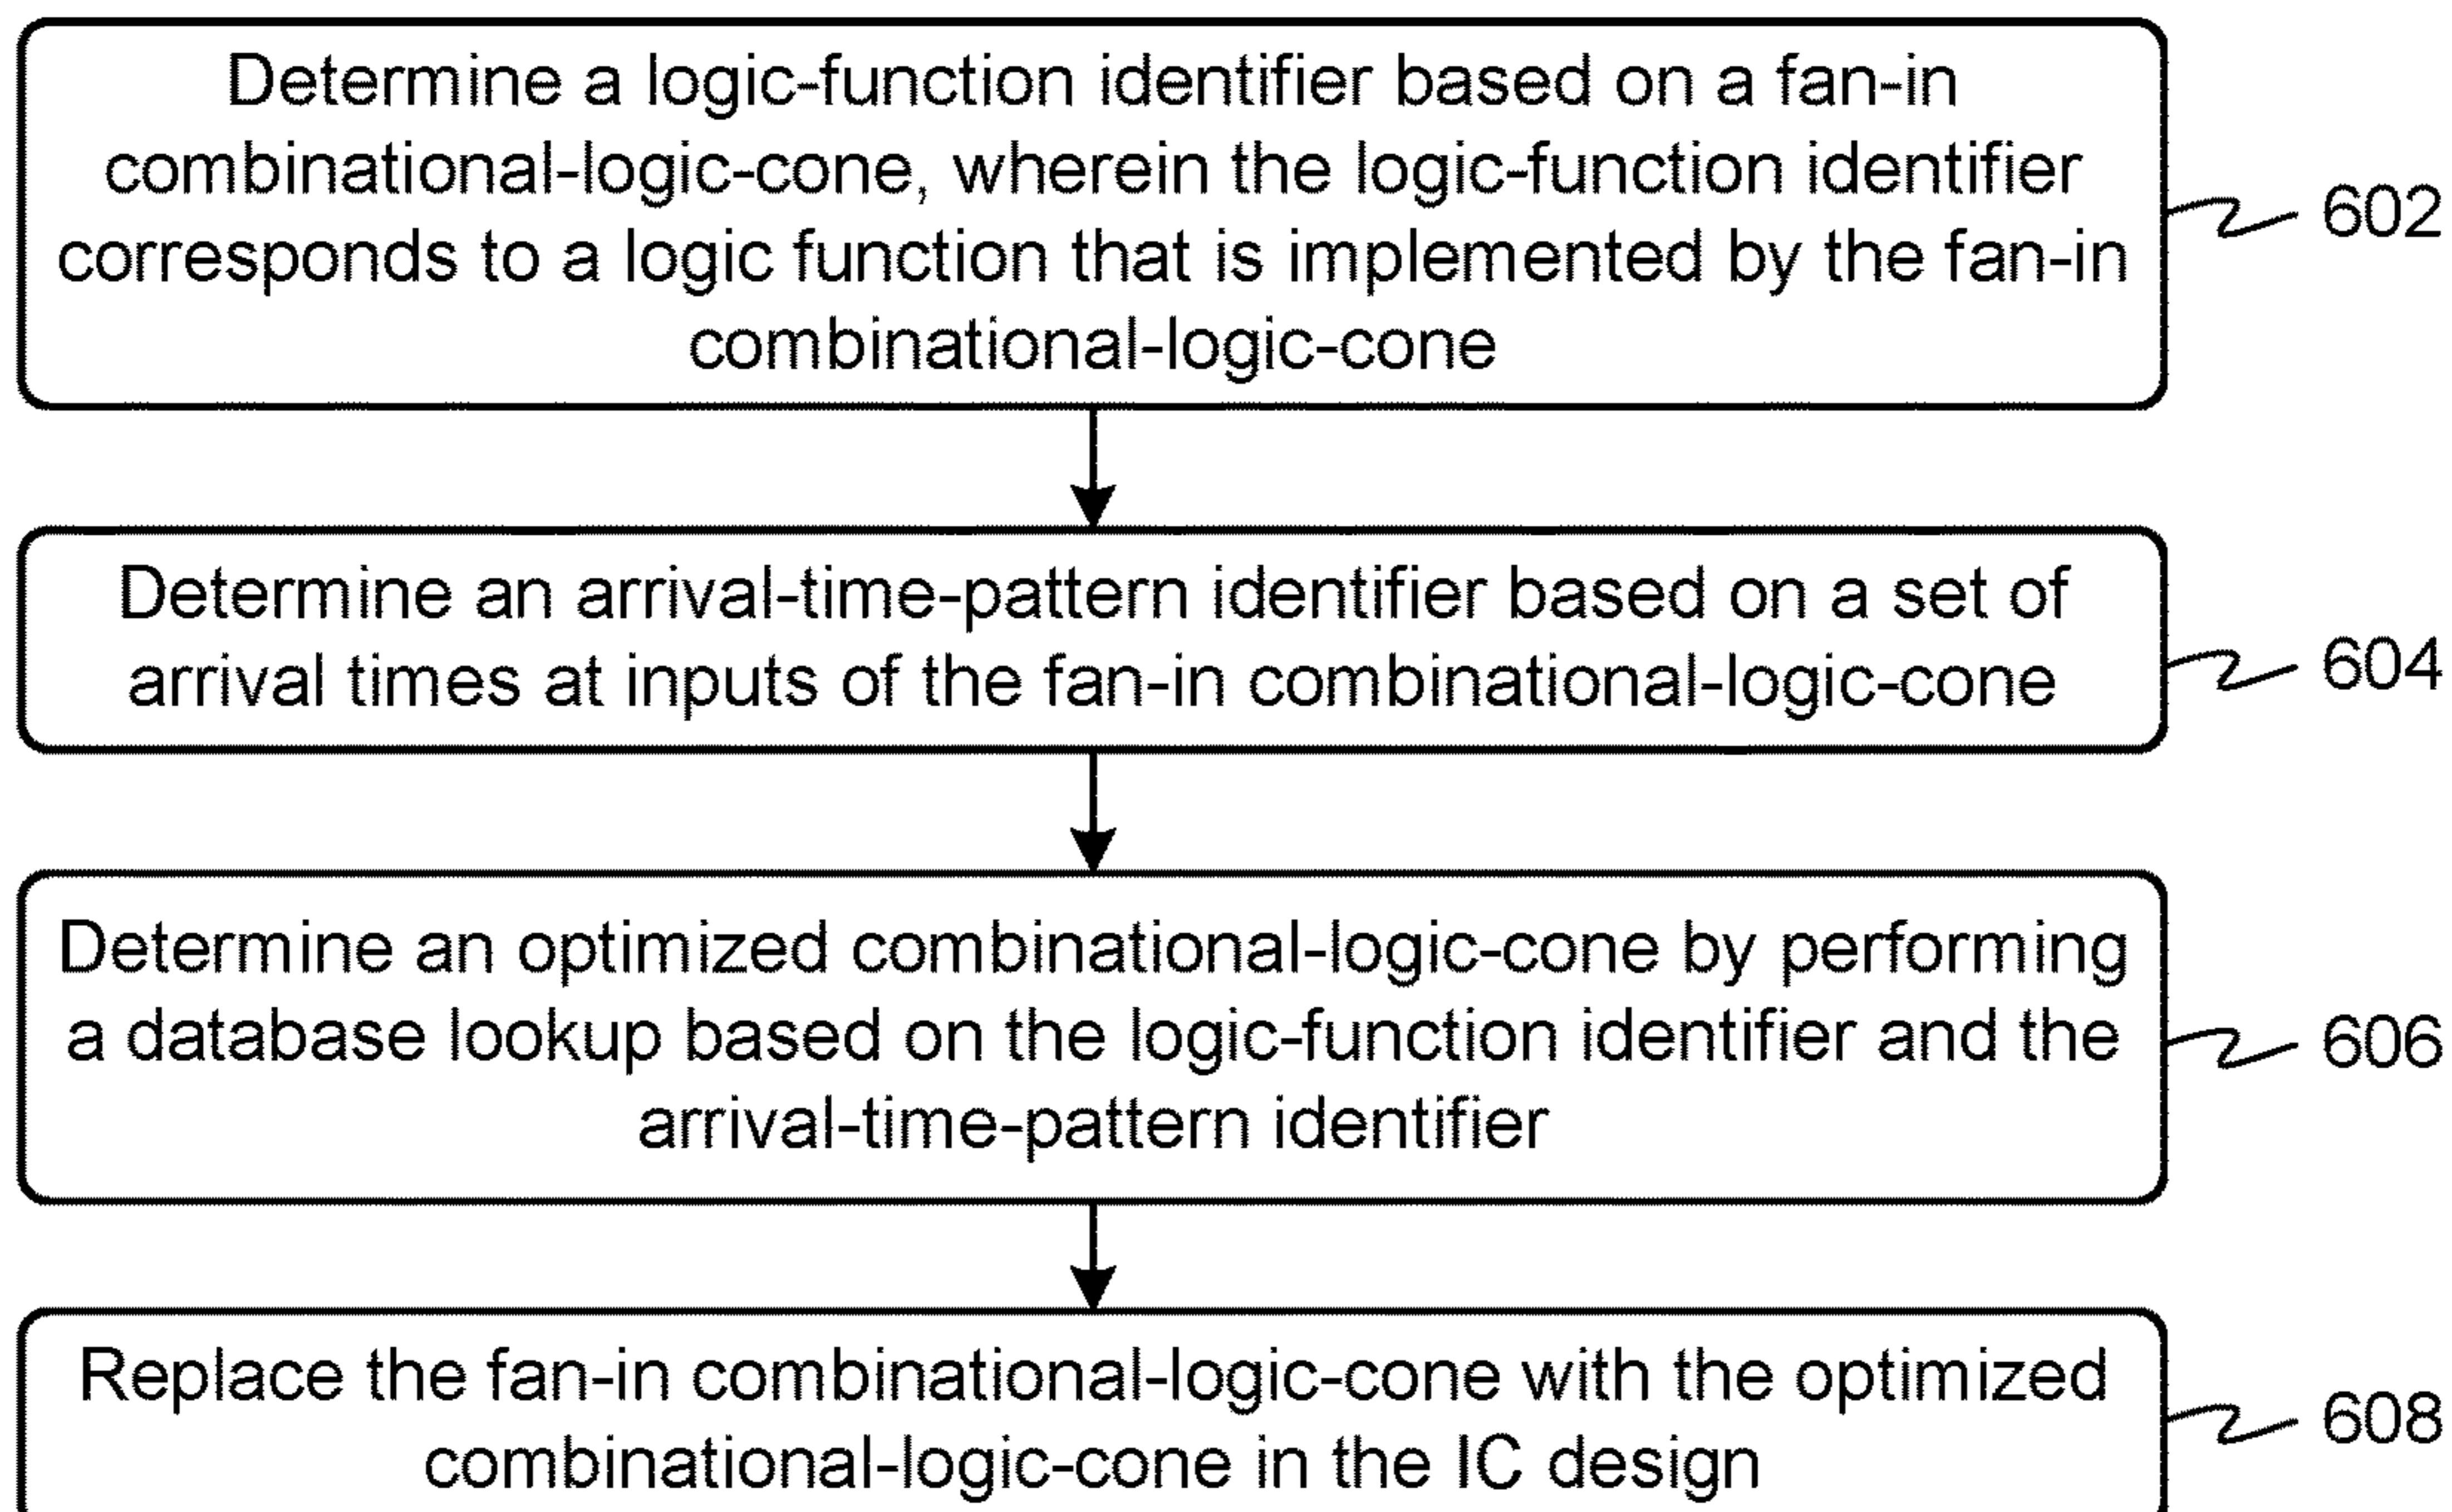 Determine a logic-function identifier based on a fan-in
combinational-logic-cone, wherein the logic-function identifier
corresponds to a logic function that is implemented by the fan-in
combinational-logic-cone
602
Determine an arrival-time-pattern identifier based on a set of
arrival times at inputs of the fan-in combinational-logic-cone
604
Determine an optimized combinational-logic-cone by performing
a database lookup based on the logic-function identifier and the
arrival-time-pattern identifier
606
Replace the fan-in combinational-logic-cone with the optimized
combinational-logic-cone in the IC design
608